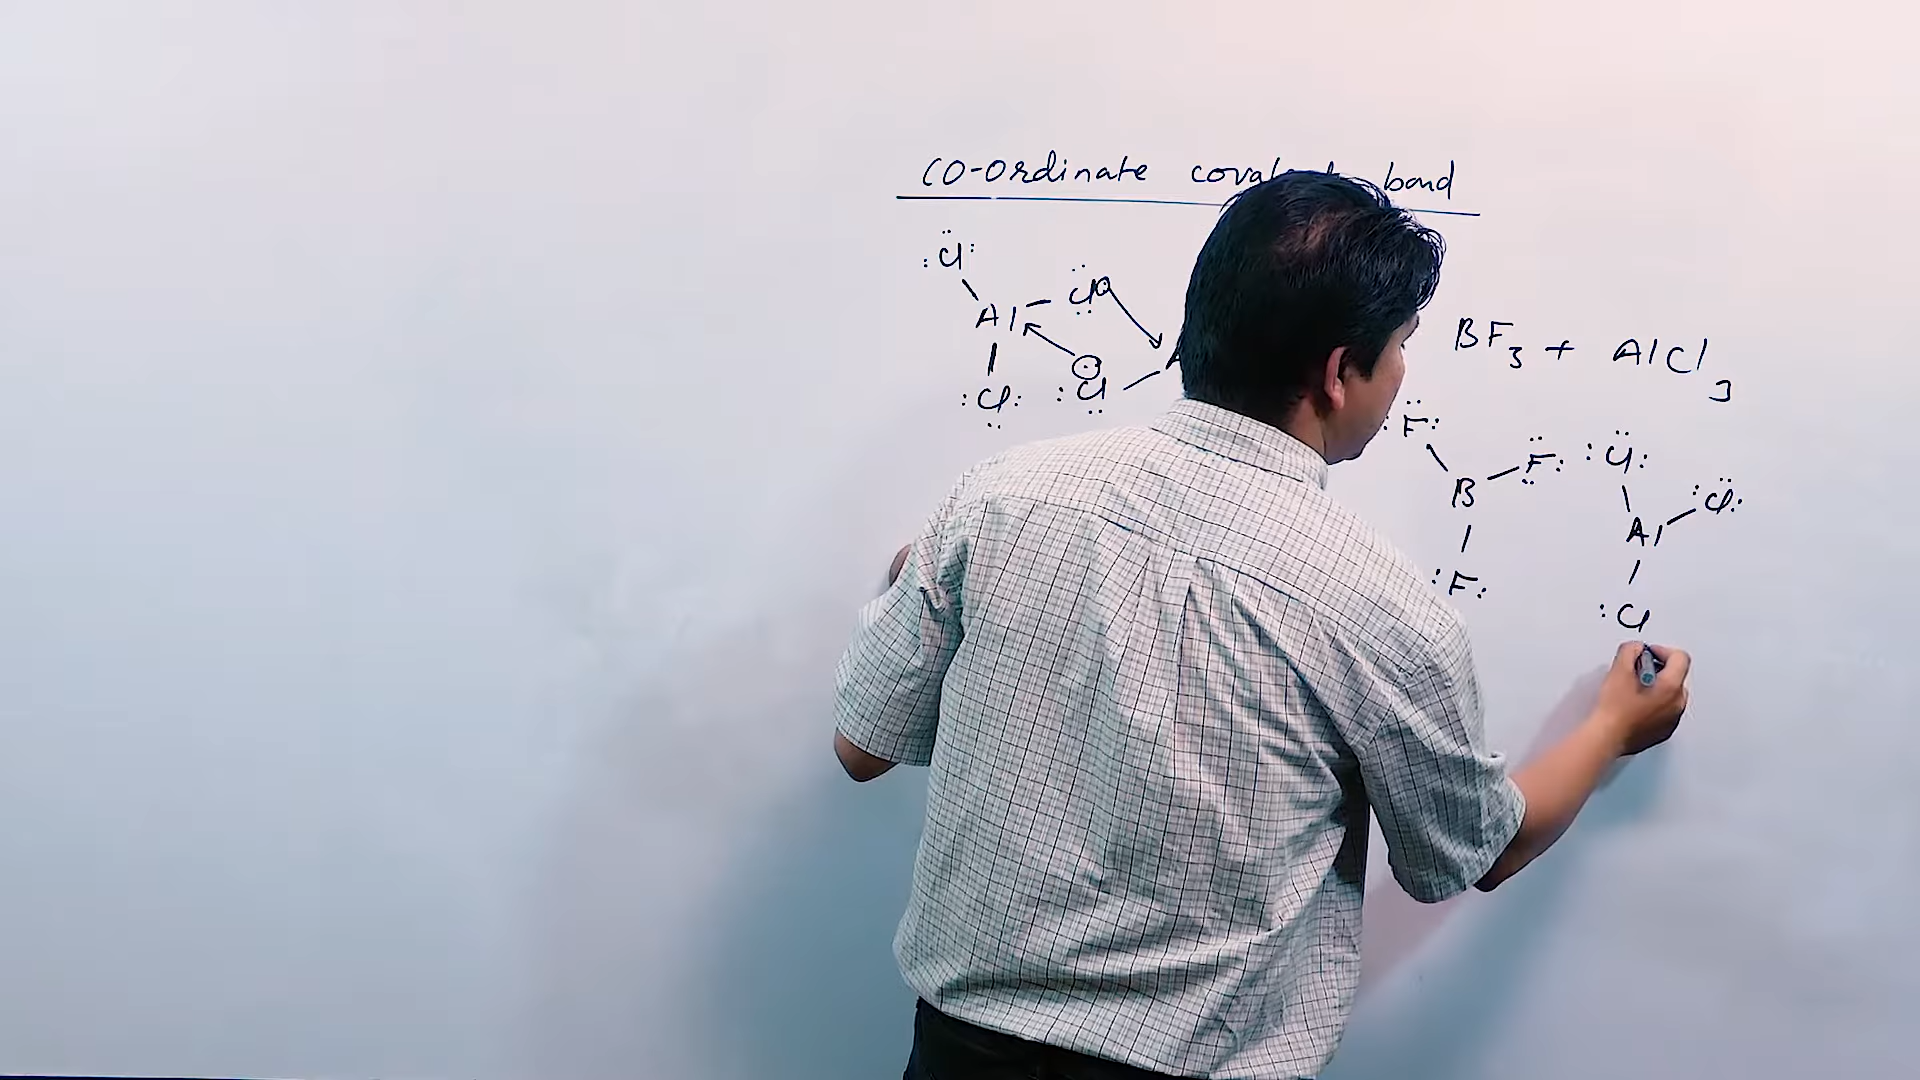 CO-Ordinate bond
:Cl:
Al - Cl
:Cl: :Cl
BF3 + AlCl3
:F:
B - F:
:F:
:Cl:
Al - :Cl:
:Cl